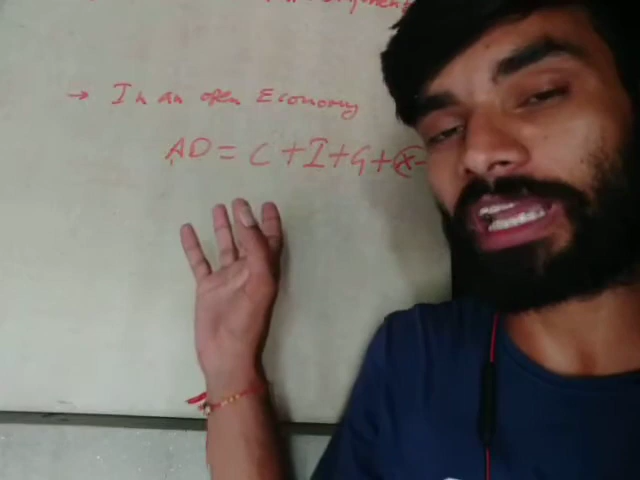 → In an open Economy
AD = C + I + G + (X -